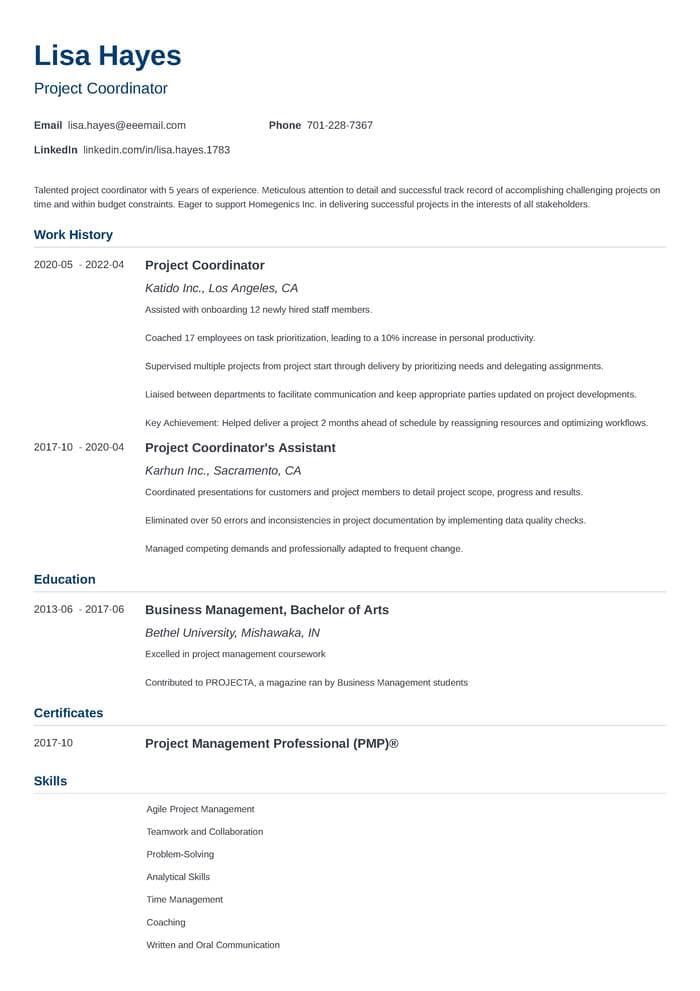 Lisa Hayes
Project Coordinator
Email lisa.hayes@eeemail.com Phone 701-228-7367
LinkedIn linkedin.com/in/lisa.hayes.1783
Talented project coordinator with 5 years of experience. Meticulous attention to detail and successful track record of accomplishing challenging projects on
time and within budget constraints. Eager to support Homegenics Inc. in delivering successful projects in the interests of all stakeholders.
Work History
2020-05 - 2022-04 Project Coordinator
Katido Inc., Los Angeles, CA
Assisted with onboarding 12 newly hired staff members.
Coached 17 employees on task prioritization, leading to a 10% increase in personal productivity.
Supervised multiple projects from project start through delivery by prioritizing needs and delegating assignments.
Liaised between departments to facilitate communication and keep appropriate parties updated on project developments.
Key Achievement: Helped deliver a project 2 months ahead of schedule by reassigning resources and optimizing workflows.
2017-10 - 2020-04 Project Coordinator's Assistant
Karhun Inc., Sacramento, CA
Coordinated presentations for customers and project members to detail project scope, progress and results.
Eliminated over 50 errors and inconsistencies in project documentation by implementing data quality checks.
Managed competing demands and professionally adapted to frequent change.
Education
2013-06 - 2017-06 Business Management, Bachelor of Arts
Bethel University, Mishawaka, IN
Excelled in project management coursework
Contributed to PROJECTA, a magazine ran by Business Management students
Certificates
2017-10 Project Management Professional (PMP)®
Skills
Agile Project Management
Teamwork and Collaboration
Problem-Solving
Analytical Skills
Time Management
Coaching
Written and Oral Communication